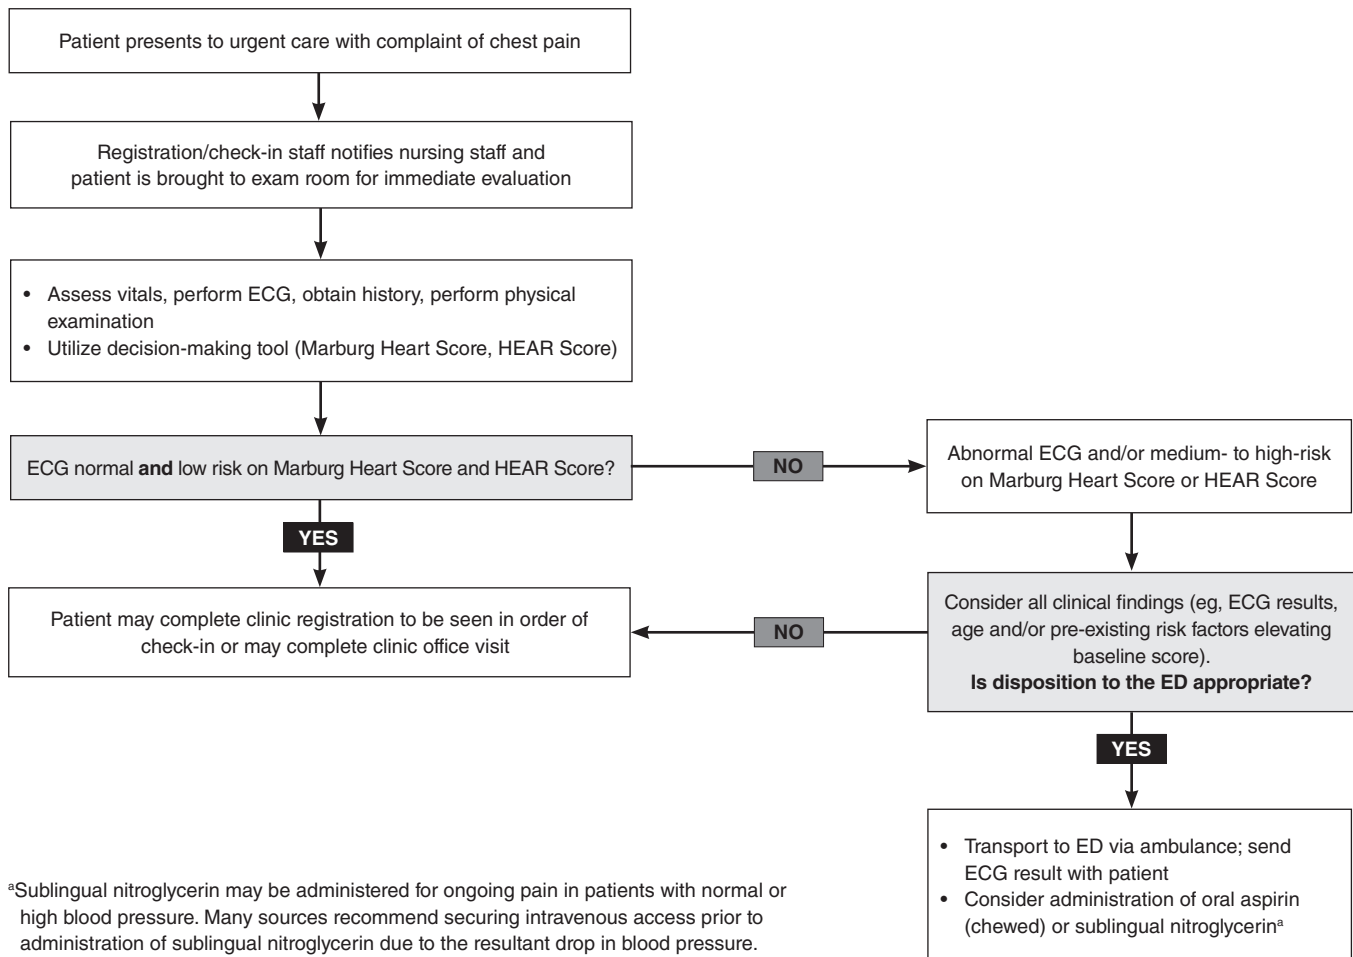 Patient presents to urgent care with complaint of chest pain
Registration/check-in staff notifies nursing staff and
patient is brought to exam room for immediate evaluation
• Assess vitals, perform ECG, obtain history, perform physical
examination
• Utilize decision-making tool (Marburg Heart Score, HEAR Score)
ECG normal and low risk on Marburg Heart Score and HEAR Score?
NO
Abnormal ECG and/or medium- to high-risk
on Marburg Heart Score or HEAR Score
YES
Patient may complete clinic registration to be seen in order of
check-in or may complete clinic office visit
NO
Consider all clinical findings (eg, ECG results,
age and/or pre-existing risk factors elevating
baseline score).
Is disposition to the ED appropriate?
YES
• Transport to ED via ambulance; send
ECG result with patient
• Consider administration of oral aspirin
(chewed) or sublingual nitroglycerinᵃ
ᵃSublingual nitroglycerin may be administered for ongoing pain in patients with normal or
high blood pressure. Many sources recommend securing intravenous access prior to
administration of sublingual nitroglycerin due to the resultant drop in blood pressure.